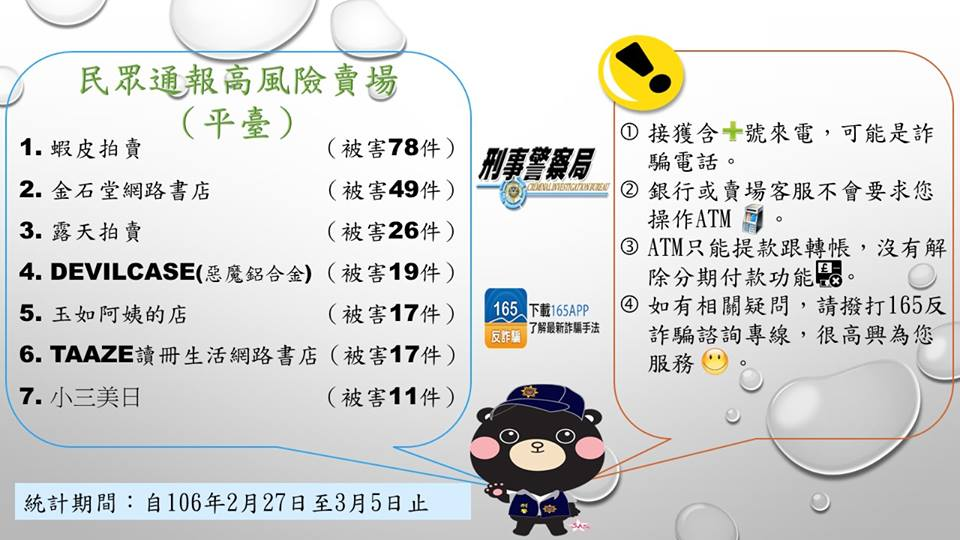 民眾通報高風險賣場
（平臺）
1. 蝦皮拍賣 （被害78件）
2. 金石堂網路書店 （被害49件）
3. 露天拍賣 （被害26件）
4. DEVILCASE(惡魔鋁合金) （被害19件）
5. 玉如阿姨的店 （被害17件）
6. TAAZE讀冊生活網路書店 （被害17件）
7. 小三美日 （被害11件）
統計期間：自106年2月27日至3月5日止
刑事警察局
CRIMINAL INVESTIGATION BUREAU
165
反詐騙
下載165APP
了解最新詐騙手法
① 接獲含➕號來電，可能是詐
騙電話。
② 銀行或賣場客服不會要求您
操作ATM。
③ ATM只能提款跟轉帳，沒有解
除分期付款功能。
④ 如有相關疑問，請撥打165反
詐騙諮詢專線，很高興為您
服務。